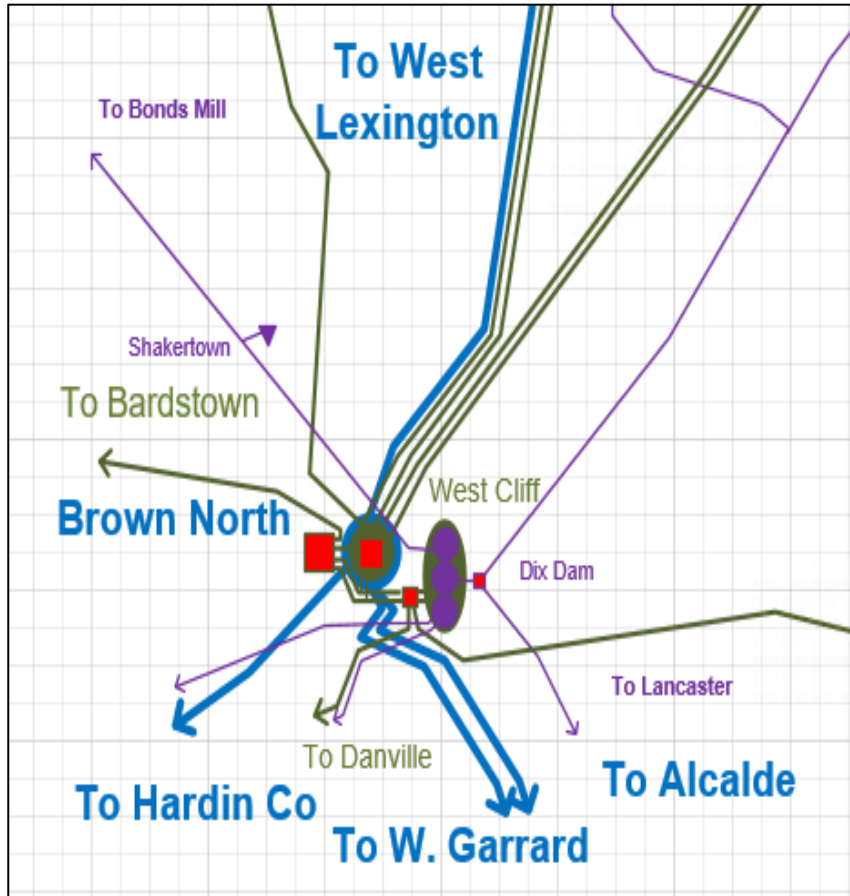 To West
Lexington
To Bonds Mill
Shakertown
To Bardstown
West Cliff
Brown North
Dix Dam
To Lancaster
To Danville
To Alcalde
To Hardin Co
To W. Garrard